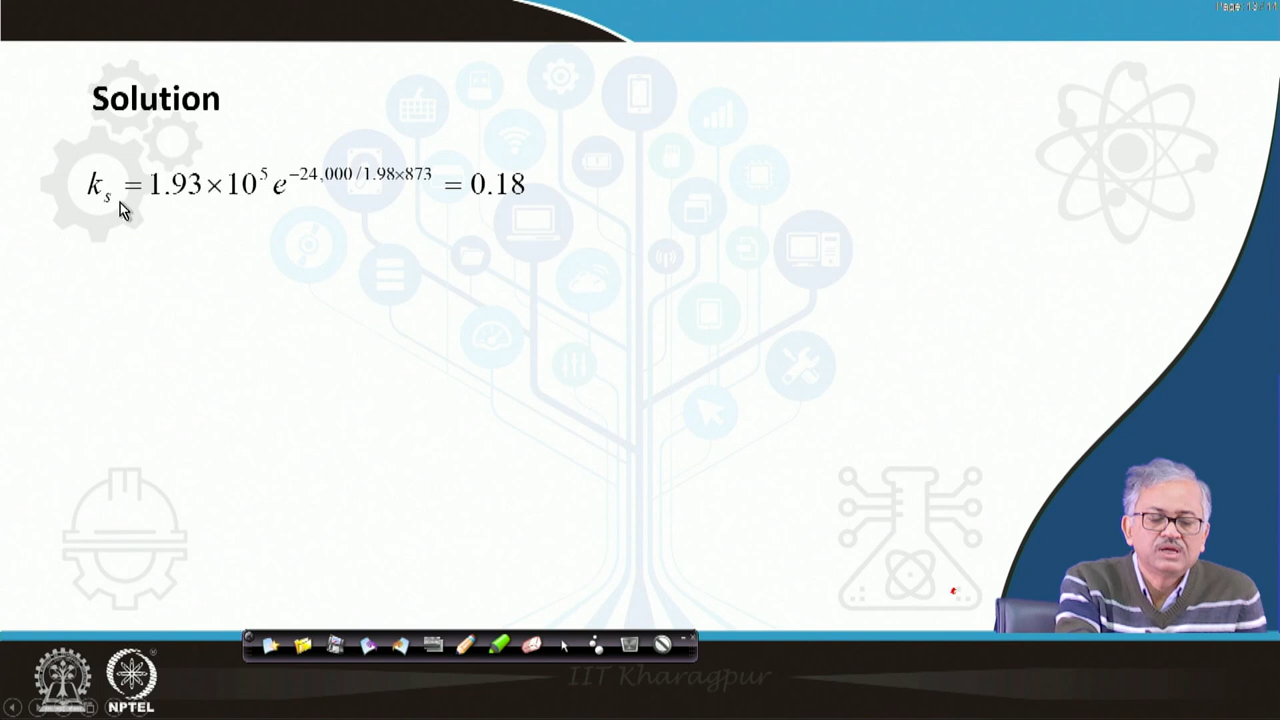 Solution
k_s = 1.93×10^5 e^{−24,000/1.98×873} = 0.18
IIT Kharagpur
NPTEL